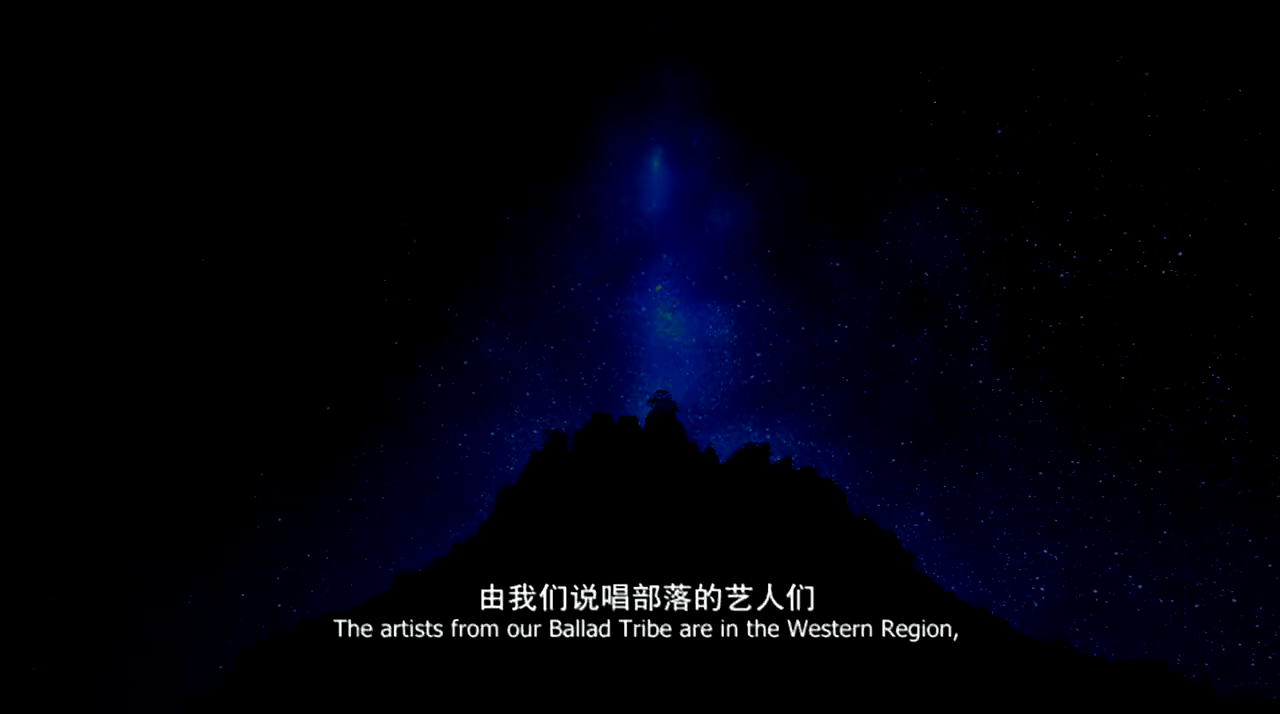 由我们说唱部落的艺人们
The artists from our Ballad Tribe are in the Western Region,